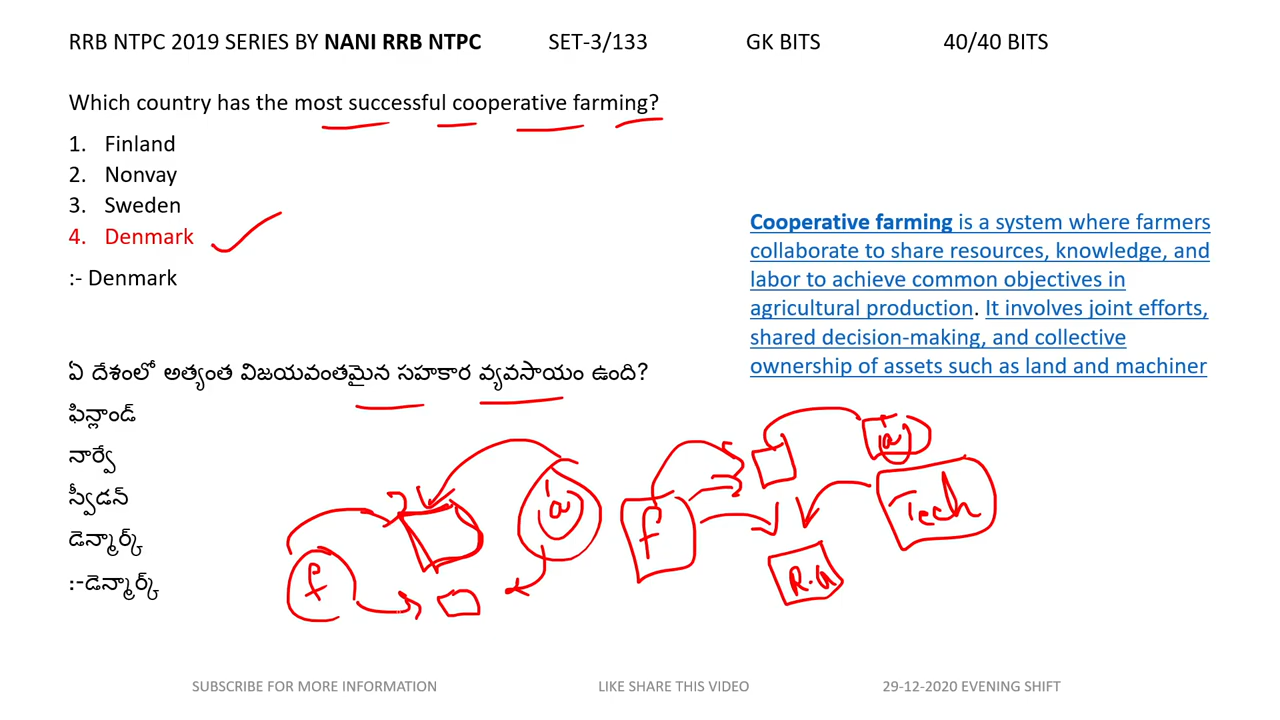 RRB NTPC 2019 SERIES BY NANI RRB NTPC SET-3/133 GK BITS 40/40 BITS
Which country has the most successful cooperative farming?
1. Finland
2. Nonvay
3. Sweden
4. Denmark
:- Denmark
Cooperative farming is a system where farmers
collaborate to share resources, knowledge, and
labor to achieve common objectives in
agricultural production. It involves joint efforts,
shared decision-making, and collective
ownership of assets such as land and machiner
ఏ దేశంలో అత్యంత విజయవంతమైన సహకార వ్యవసాయం ఉంది?
ఫిన్లాండ్
నార్వే
స్వీడన్
డెన్మార్క్
:-డెన్మార్క్
f
f
Tech
SUBSCRIBE FOR MORE INFORMATION LIKE SHARE THIS VIDEO 29-12-2020 EVENING SHIFT